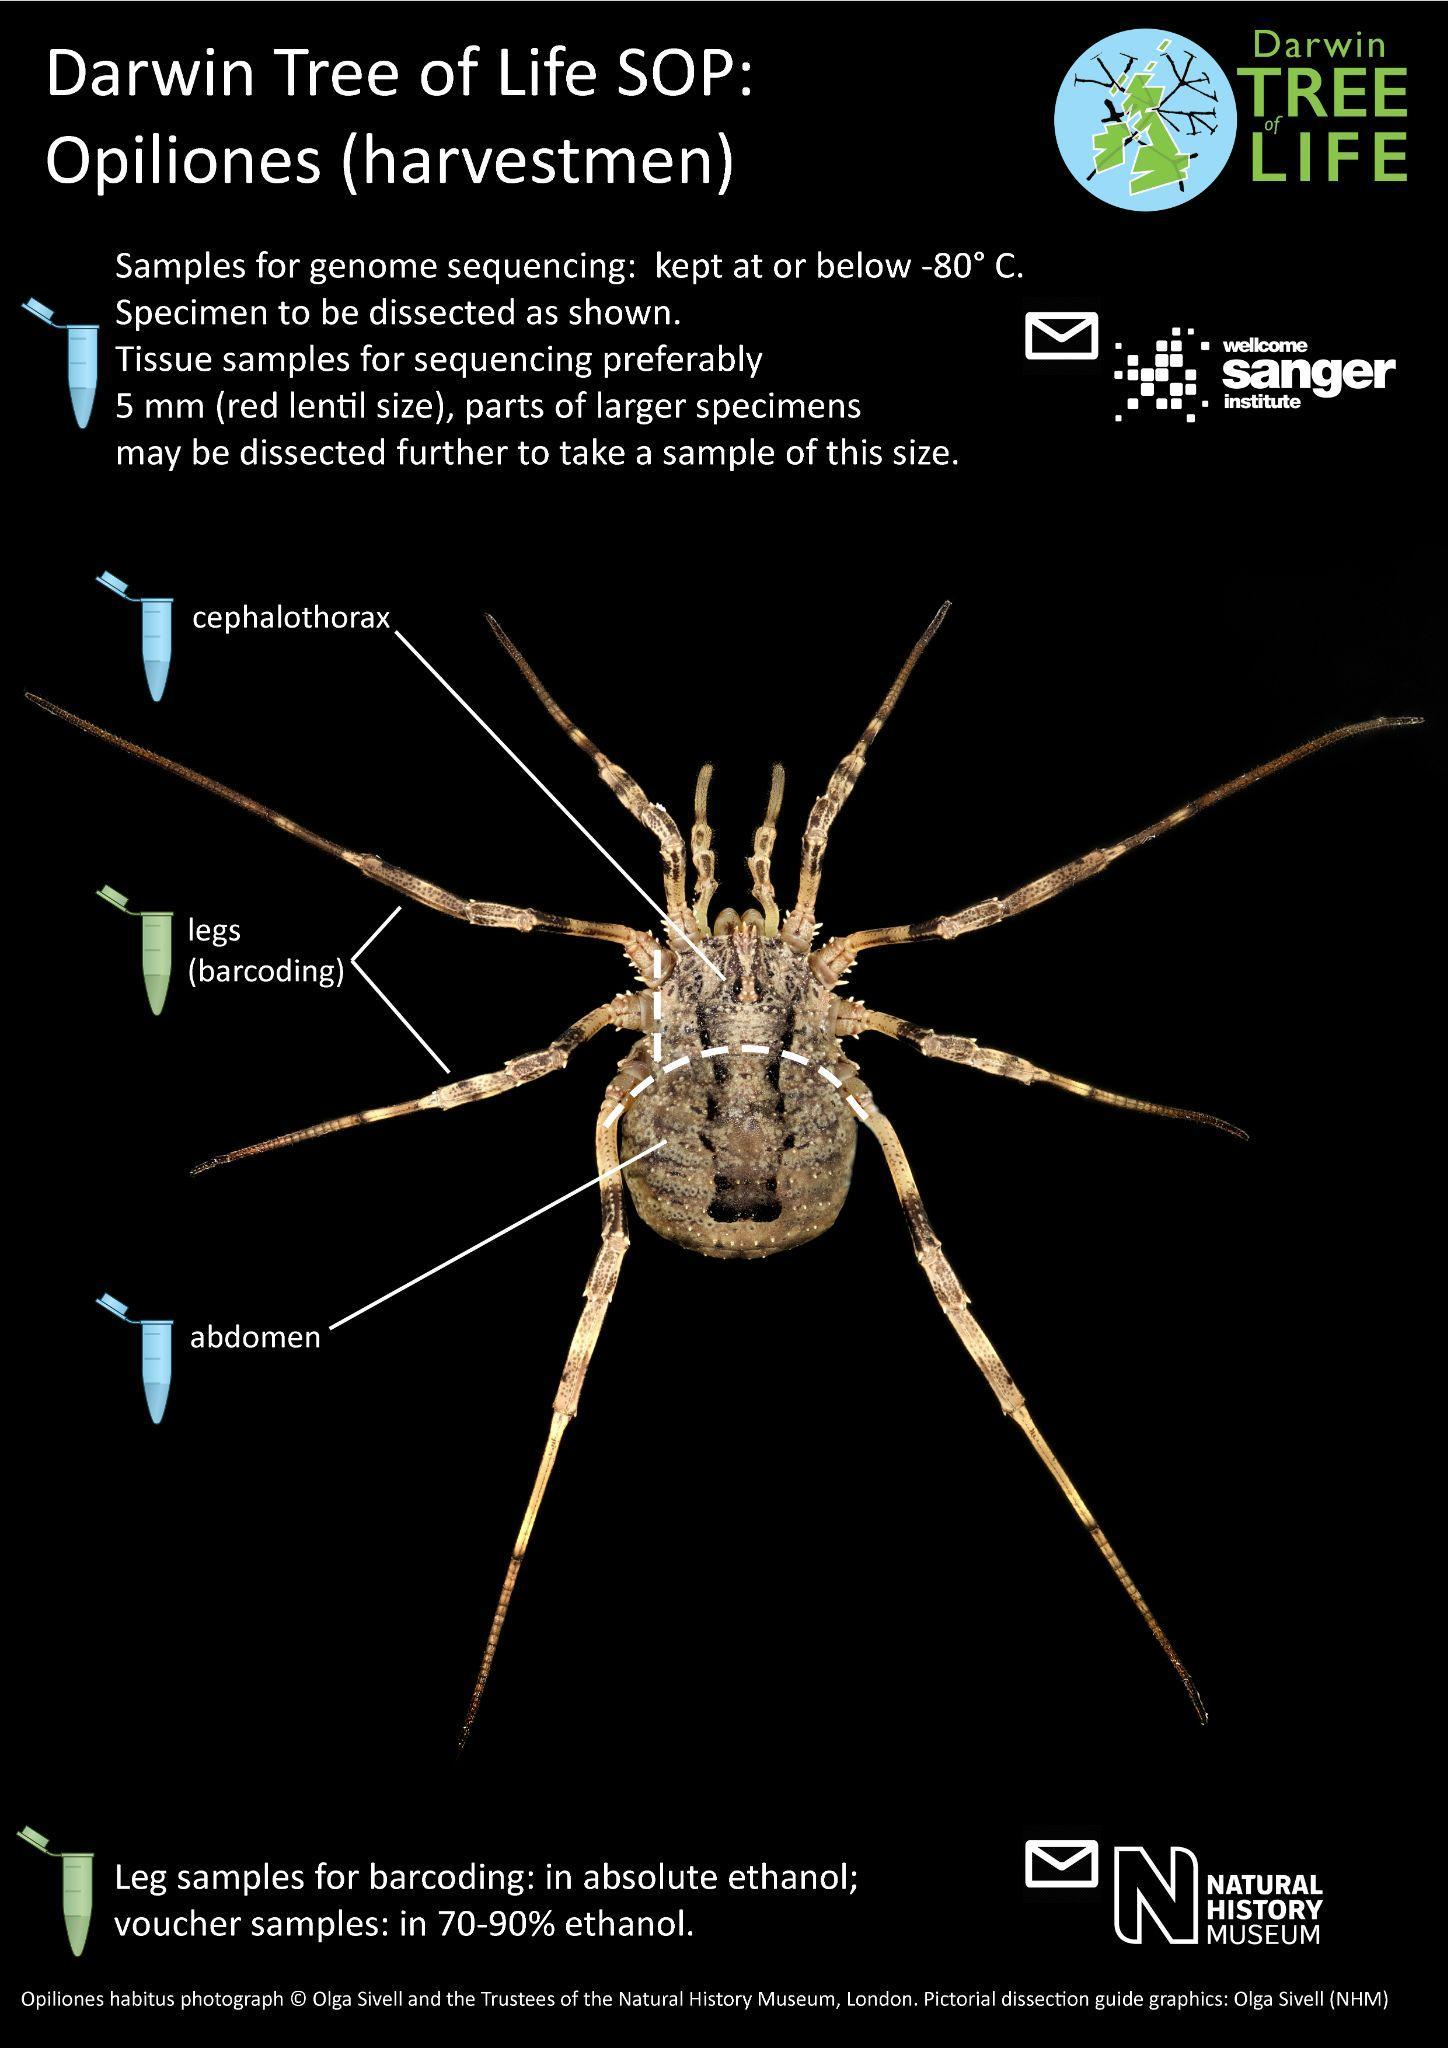 Darwin Tree of Life SOP:
Opiliones (harvestmen)
Darwin
TREE
of
LIFE
Samples for genome sequencing:  kept at or below -80° C.
Specimen to be dissected as shown.
Tissue samples for sequencing preferably
5 mm (red lentil size), parts of larger specimens
may be dissected further to take a sample of this size.
wellcome
sanger
institute
cephalothorax
legs
(barcoding)
abdomen
Leg samples for barcoding: in absolute ethanol;
voucher samples: in 70-90% ethanol.
N
NATURAL
HISTORY
MUSEUM
Opiliones habitus photograph © Olga Sivell and the Trustees of the Natural History Museum, London. Pictorial dissection guide graphics: Olga Sivell (NHM)